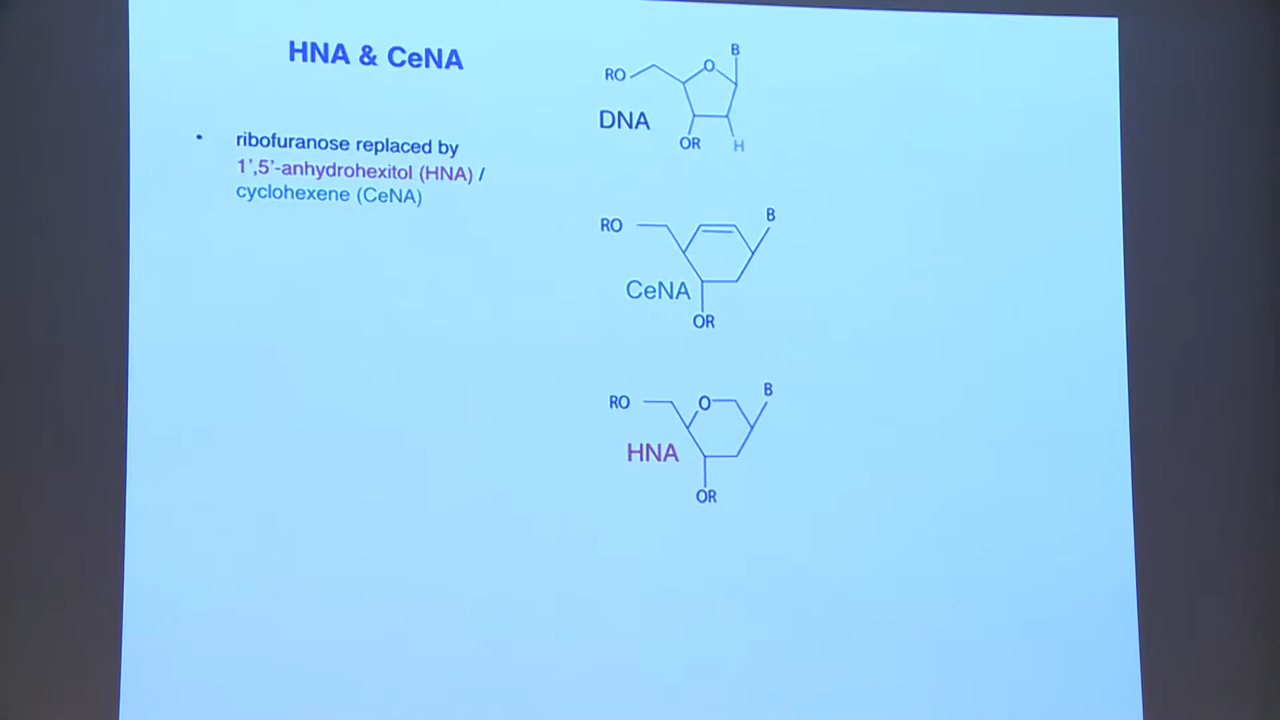 HNA & CeNA
• ribofuranose replaced by
1',5'-anhydrohexitol (HNA) /
cyclohexene (CeNA)
B
RO
O
DNA
OR
H
B
RO
CeNA
OR
B
RO
O
HNA
OR